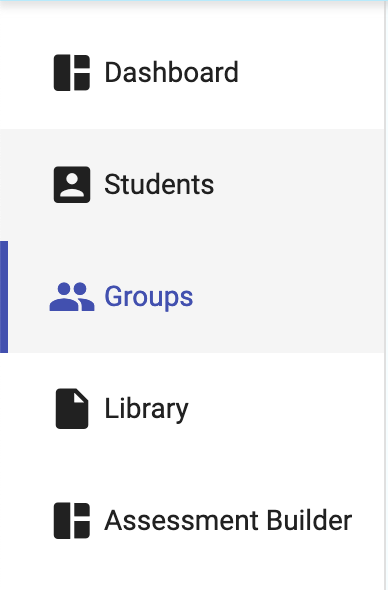 Dashboard
Students
Groups
Library
Assessment Builder